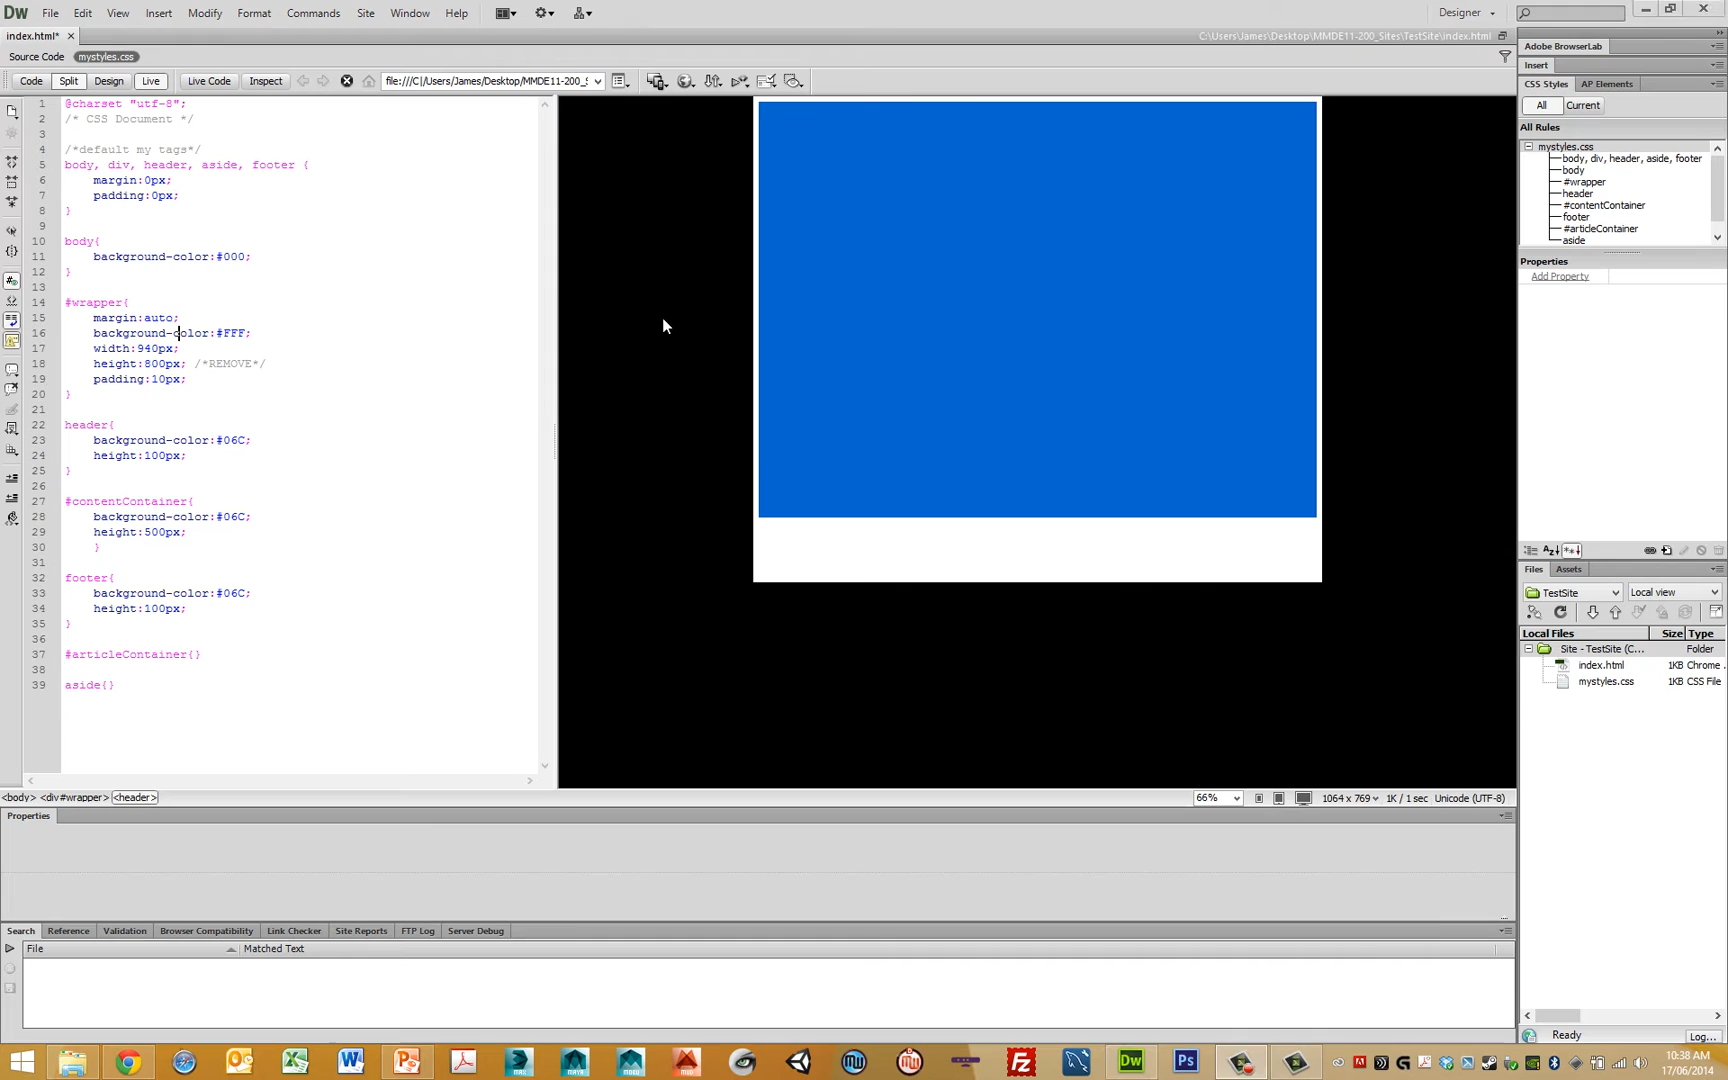 Dw File Edit View Insert Modify Format Commands Site Window Help Designer
index.html* C:\Users\James\Desktop\MMDE11-200_Sites\TestSite\index.html
Source Code mystyles.css
Code Split Design Live Live Code Inspect file:///C|/Users/James/Desktop/MMDE11-200_S
1 @charset "utf-8";
2 /* CSS Document */
3
4 /*default my tags*/
5 body, div, header, aside, footer {
6 margin:0px;
7 padding:0px;
8 }
9
10 body{
11 background-color:#000;
12 }
13
14 #wrapper{
15 margin:auto;
16 background-color:#FFF;
17 width:940px;
18 height:800px; /*REMOVE*/
19 padding:10px;
20 }
21
22 header{
23 background-color:#06C;
24 height:100px;
25 }
26
27 #contentContainer{
28 background-color:#06C;
29 height:500px;
30 }
31
32 footer{
33 background-color:#06C;
34 height:100px;
35 }
36
37 #articleContainer{}
38
39 aside{}
<body> <div#wrapper> <header> 66% 1064 x 769 1K / 1 sec Unicode (UTF-8)
Properties
Search Reference Validation Browser Compatibility Link Checker Site Reports FTP Log Server Debug
File Matched Text
Adobe BrowserLab
Insert
CSS Styles AP Elements
All Current
All Rules
mystyles.css
body, div, header, aside, footer
body
#wrapper
header
#contentContainer
footer
#articleContainer
aside
Properties
Add Property
Files Assets
TestSite Local view
Local Files Size Type
Site - TestSite (C... Folder
index.html 1KB Chrome .
mystyles.css 1KB CSS File
Ready Log...
10:38 AM
17/06/2014